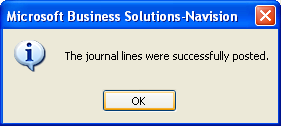 Microsoft Business Solutions-Navision
The journal lines were successfully posted.
OK